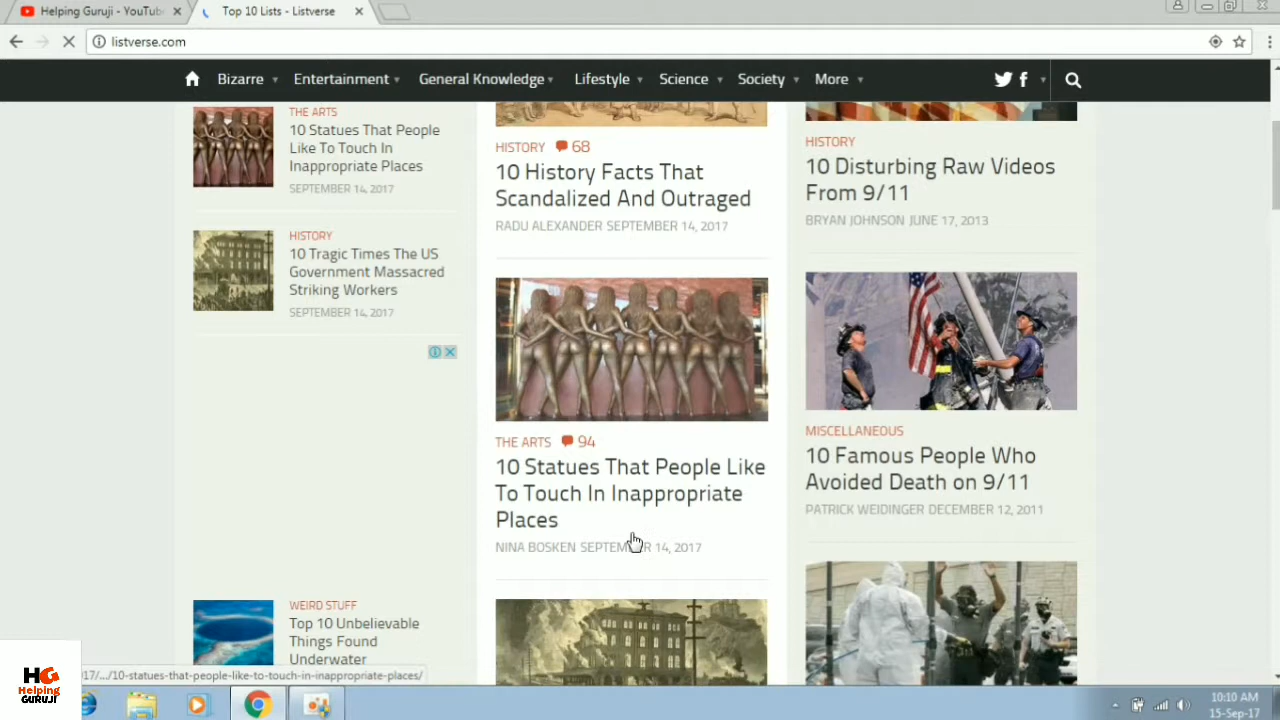 Helping Guruji - YouTub
Top 10 Lists - Listverse
listverse.com
Bizarre
Entertainment
General Knowledge
Lifestyle
Science
Society
More
THE ARTS
10 Statues That People
Like To Touch In
Inappropriate Places
SEPTEMBER 14, 2017
HISTORY
10 Tragic Times The US
Government Massacred
Striking Workers
SEPTEMBER 14, 2017
WEIRD STUFF
Top 10 Unbelievable
Things Found
Underwater
HISTORY 68
10 History Facts That
Scandalized And Outraged
RADU ALEXANDER SEPTEMBER 14, 2017
THE ARTS 94
10 Statues That People Like
To Touch In Inappropriate
Places
NINA BOSKEN SEPTEMBER 14, 2017
HISTORY
10 Disturbing Raw Videos
From 9/11
BRYAN JOHNSON JUNE 17, 2013
MISCELLANEOUS
10 Famous People Who
Avoided Death on 9/11
PATRICK WEIDINGER DECEMBER 12, 2011
017/.../10-statues-that-people-like-to-touch-in-inappropriate-places/
HG
Helping
GURUJI
10:10 AM
15-Sep-17